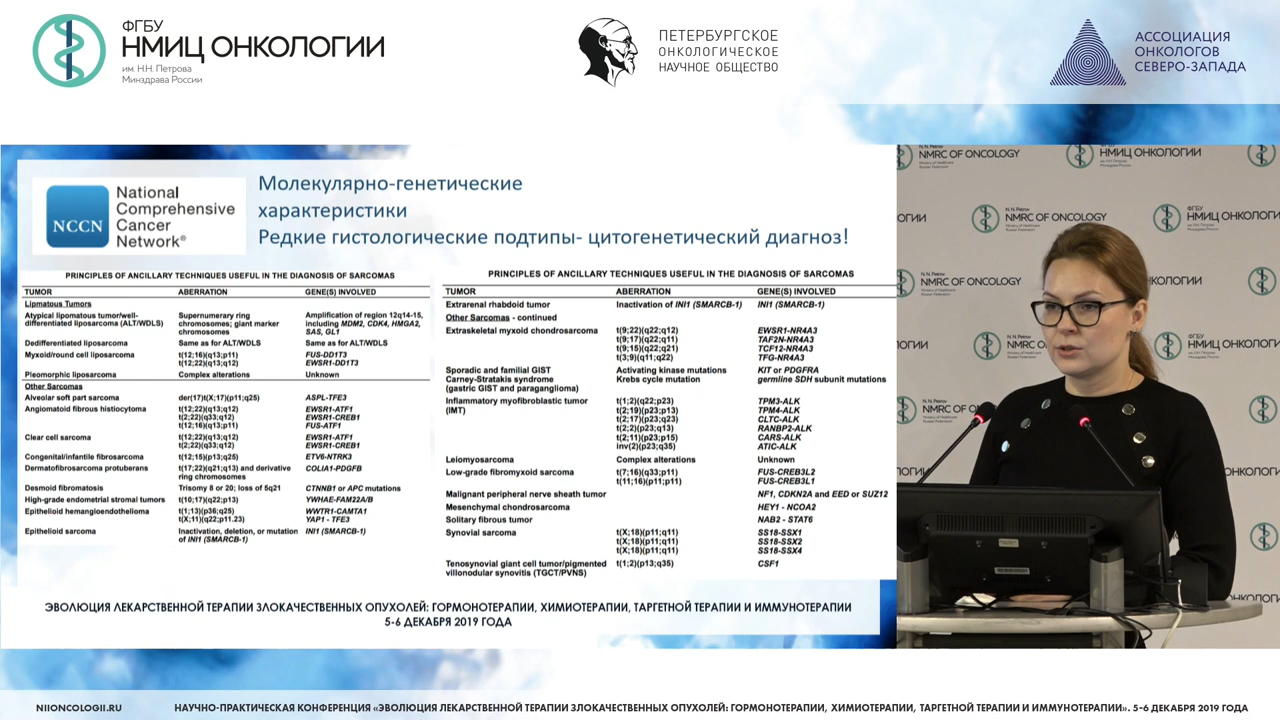 ФГБУ
НМИЦ ОНКОЛОГИИ
им. Н.Н. Петрова
Минздрава России
ПЕТЕРБУРГСКОЕ
ОНКОЛОГИЧЕСКОЕ
НАУЧНОЕ ОБЩЕСТВО
АССОЦИАЦИЯ
ОНКОЛОГОВ
СЕВЕРО-ЗАПАДА
NCCN
National
Comprehensive
Cancer
Network®
Молекулярно-генетические
характеристики
Редкие гистологические подтипы- цитогенетический диагноз!
PRINCIPLES OF ANCILLARY TECHNIQUES USEFUL IN THE DIAGNOSIS OF SARCOMAS
TUMOR ABERRATION GENE(S) INVOLVED
Lipmatous Tumors
Atypical lipomatous tumor/well-differentiated liposarcoma (ALT/WDLS) Supernumerary ring chromosomes; giant marker chromosomes Amplification of region 12q14-15, including MDM2, CDK4, HMGA2, SAS, GL1
Dedifferentiated liposarcoma Same as for ALT/WDLS Same as for ALT/WDLS
Myxoid/round cell liposarcoma t(12;16)(q13;p11) FUS-DD1T3
t(12;22)(q13;q12) EWSR1-DD1T3
Pleomorphic liposarcoma Complex alterations Unknown
Other Sarcomas
Alveolar soft part sarcoma der(17)t(X;17)(p11;q25) ASPL-TFE3
Angiomatoid fibrous histiocytoma t(12;22)(q13;q12) EWSR1-ATF1
t(2;22)(q33;q12) EWSR1-CREB1
t(12;16)(q13;p11) FUS-ATF1
Clear cell sarcoma t(12;22)(q13;q12) EWSR1-ATF1
t(2;22)(q33;q12) EWSR1-CREB1
Congenital/infantile fibrosarcoma t(12;15)(p13;q25) ETV6-NTRK3
Dermatofibrosarcoma protuberans t(17;22)(q21;q13) and derivative ring chromosomes COLIA1-PDGFB
Desmoid fibromatosis Trisomy 8 or 20; loss of 5q21 CTNNB1 or APC mutations
High-grade endometrial stromal tumors t(10;17)(q22;p13) YWHAE-FAM22A/B
Epithelioid hemangioendothelioma t(1;13)(p36;q25) WWTR1-CAMTA1
t(X;11)(q22;p11.23) YAP1 - TFE3
Epithelioid sarcoma Inactivation, deletion, or mutation of INI1 (SMARCB-1) INI1 (SMARCB-1)
PRINCIPLES OF ANCILLARY TECHNIQUES USEFUL IN THE DIAGNOSIS OF SARCOMAS
TUMOR ABERRATION GENE(S) INVOLVED
Extrarenal rhabdoid tumor Inactivation of INI1 (SMARCB-1) INI1 (SMARCB-1)
Other Sarcomas - continued
Extraskeletal myxoid chondrosarcoma t(9;22)(q22;q12) EWSR1-NR4A3
t(9;17)(q22;q11) TAF2N-NR4A3
t(9;15)(q22;q21) TCF12-NR4A3
t(3;9)(q11;q22) TFG-NR4A3
Sporadic and familial GIST Activating kinase mutations KIT or PDGFRA
Carney-Stratakis syndrome Krebs cycle mutation germline SDH subunit mutations
(gastric GIST and paraganglioma)
Inflammatory myofibroblastic tumor t(1;2)(q22;p23) TPM3-ALK
(IMT) t(2;19)(p23;p13) TPM4-ALK
t(2;17)(p23;q23) CLTC-ALK
t(2;2)(p23;q13) RANBP2-ALK
t(2;11)(p23;p15) CARS-ALK
inv(2)(p23;q35) ATIC-ALK
Leiomyosarcoma Complex alterations Unknown
Low-grade fibromyxoid sarcoma t(7;16)(q33;p11) FUS-CREB3L2
t(11;16)(p11;p11) FUS-CREB3L1
Malignant peripheral nerve sheath tumor NF1, CDKN2A and EED or SUZ12
Mesenchymal chondrosarcoma HEY1 - NCOA2
Solitary fibrous tumor NAB2 - STAT6
Synovial sarcoma t(X;18)(p11;q11) SS18-SSX1
t(X;18)(p11;q11) SS18-SSX2
t(X;18)(p11;q11) SS18-SSX4
Tenosynovial giant cell tumor/pigmented t(1;2)(p13;q35) CSF1
villonodular synovitis (TGCT/PVNS)
ЭВОЛЮЦИЯ ЛЕКАРСТВЕННОЙ ТЕРАПИИ ЗЛОКАЧЕСТВЕННЫХ ОПУХОЛЕЙ: ГОРМОНОТЕРАПИИ, ХИМИОТЕРАПИИ, ТАРГЕТНОЙ ТЕРАПИИ И ИММУНОТЕРАПИИ
5-6 ДЕКАБРЯ 2019 ГОДА
NMRC OF ONCOLOGY
НМИЦ ОНКОЛОГИИ
NMRC OF ONCOLOGY
НМИЦ ОНКОЛОГИИ
NIIONCOLOGII.RU
НАУЧНО-ПРАКТИЧЕСКАЯ КОНФЕРЕНЦИЯ «ЭВОЛЮЦИЯ ЛЕКАРСТВЕННОЙ ТЕРАПИИ ЗЛОКАЧЕСТВЕННЫХ ОПУХОЛЕЙ: ГОРМОНОТЕРАПИИ, ХИМИОТЕРАПИИ, ТАРГЕТНОЙ ТЕРАПИИ И ИММУНОТЕРАПИИ». 5-6 ДЕКАБРЯ 2019 ГОДА